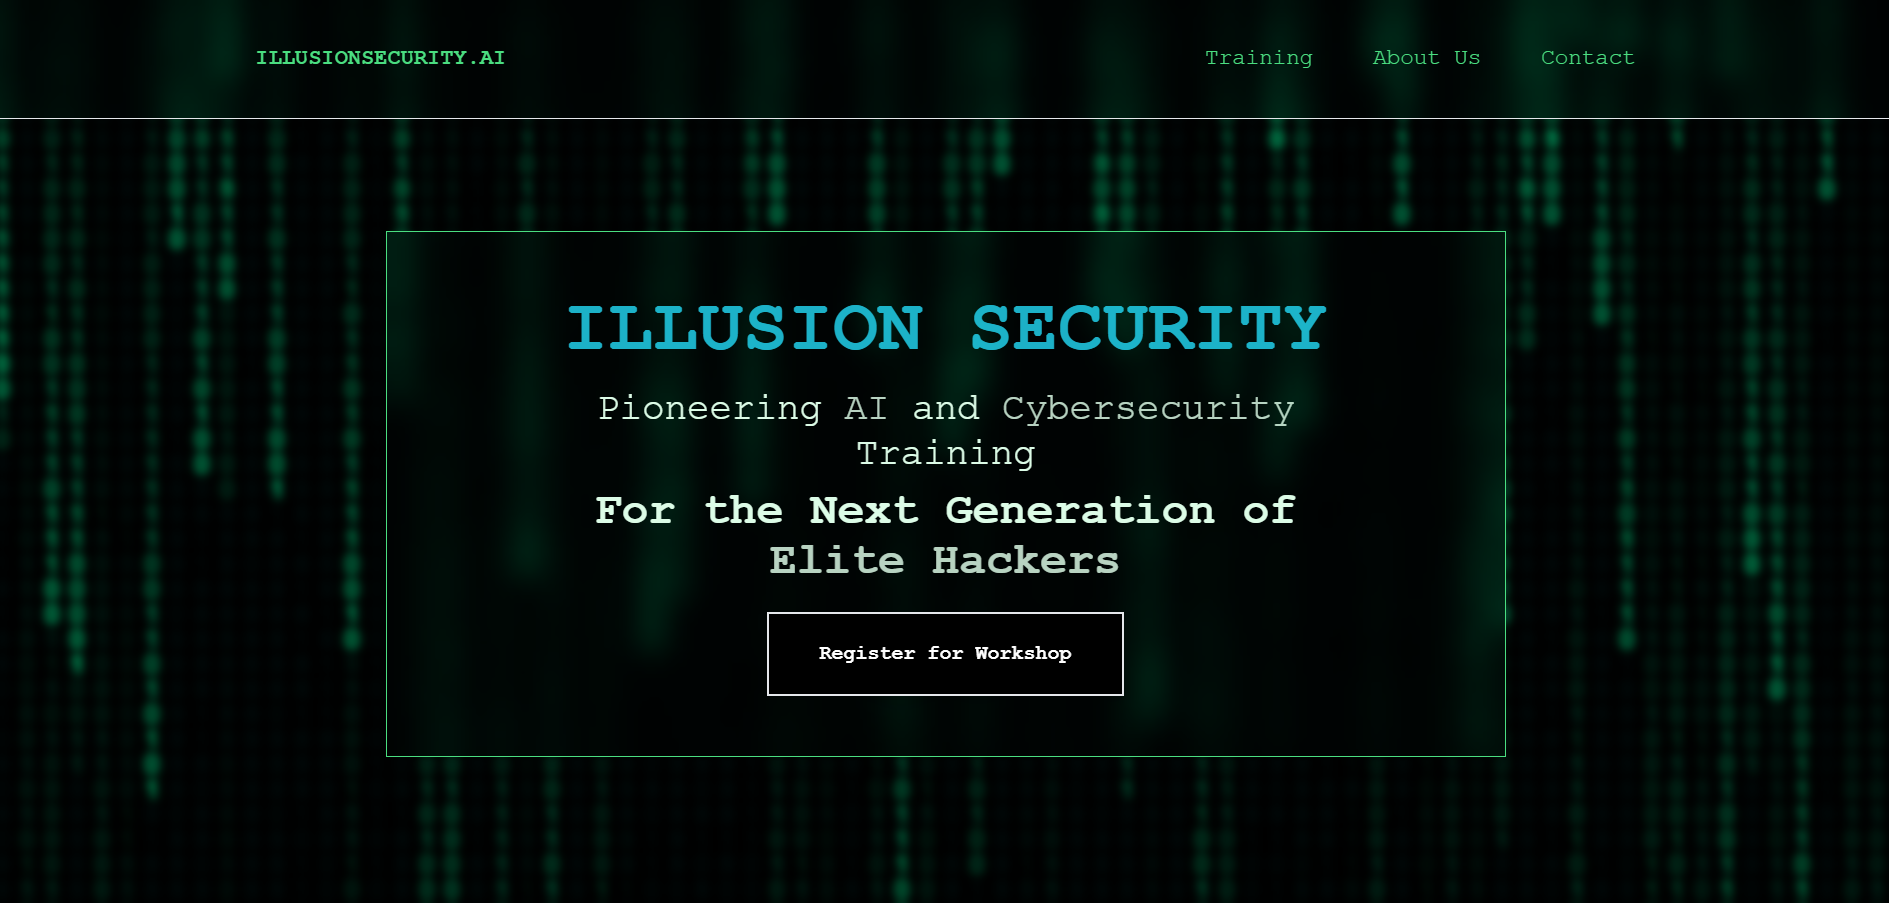 ILLUSIONSECURITY.AI
Training About Us Contact
ILLUSION SECURITY
Pioneering AI and Cybersecurity
Training
For the Next Generation of
Elite Hackers
Register for Workshop